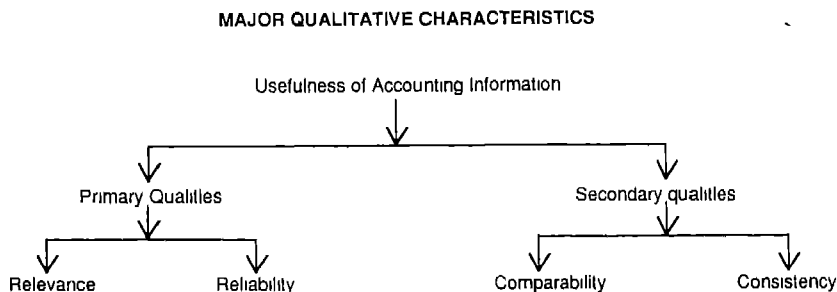 MAJOR QUALITATIVE CHARACTERISTICS
Usefulness of Accounting Information
Primary Qualities Secondary qualities
Relevance Reliability Comparability Consistency